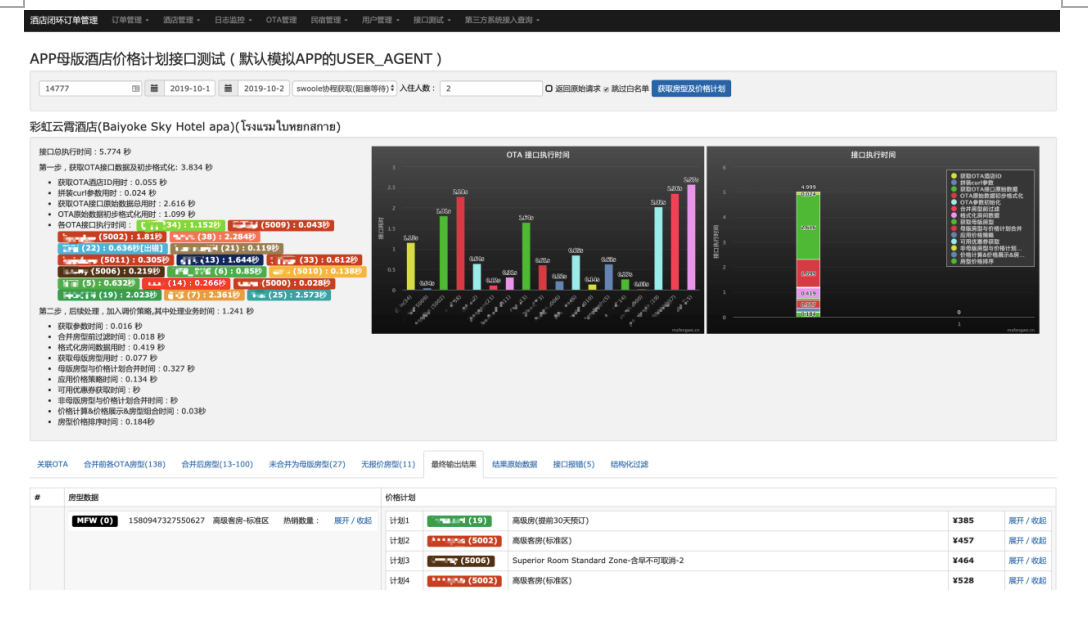 酒店闭环订单管理 订单管理 酒店管理 日志监控 OTA管理 民宿管理 用户管理 接口测试 第三方系统接入查询
APP母版酒店价格计划接口测试 ( 默认模拟APP的USER_AGENT )
14777 2019-10-1 2019-10-2 swoole协程获取(阻塞等待) 入住人数: 2 返回原始请求 跳过白名单 获取房型及价格计划
彩虹云霄酒店(Baiyoke Sky Hotel apa)(โรงแรมใบหยกสกาย)
接口总执行时间:5.774 秒
第一步,获取OTA接口数据及初步格式化: 3.834 秒
获取OTA酒店ID用时:0.055 秒
拼装curl参数用时:0.024 秒
获取OTA接口原始数据总用时:2.616 秒
OTA原始数据初步格式化用时:1.099 秒
各OTA接口执行时间: 34):1.152秒 (5009):0.043秒
(5002):1.81秒 (38):2.284秒
(22):0.636秒[出错] (21):0.119秒
(5011):0.305秒 (13):1.644秒 (33):0.612秒
(5006):0.219秒 (6):0.85秒 (5010):0.138秒
(5):0.632秒 (14):0.266秒 (5000):0.028秒
(19):2.023秒 (7):2.361秒 (25):2.573秒
第二步,后续处理,加入调价策略,其中处理业务时间:1.241 秒
获取参数时间:0.016 秒
合并房型前过滤时间:0.018 秒
格式化房间数据用时:0.419 秒
获取母版房型用时:0.077 秒
母版房型与价格计划合并时间:0.327 秒
应用价格策略时间:0.134 秒
可用优惠券获取时间:秒
非母版房型与价格计划合并时间:秒
价格计算&价格展示&房型组合时间:0.03秒
房型价格排序时间:0.184秒
OTA 接口执行时间
接口执行时间
3
2.5
2
1.5
1
0.5
0
接口执行时间
6
5
4
3
2
1
0
4.999
0.024
1.099
0.419
0
1
获取OTA酒店ID
拼装curl参数
获取OTA接口原始数据
OTA原始数据初步格式化
OTA参数初始化
合并房型前过滤
格式化房间数据
获取母版房型
母版房型与价格计划合并
应用价格策略
可用优惠券获取
非母版房型与价格计划...
价格计算&价格展示&房...
房型价格排序
mafengwo.cn
mafengwo.cn
关联OTA 合并前各OTA房型(138) 合并后房型(13-100) 未合并为母版房型(27) 无报价房型(11) 最终输出结果 结果原始数据 接口报错(5) 结构化过滤
# 房型数据 价格计划
MFW (0) 1580947327550627 高级客房-标准区 热销数量: 展开 / 收起 计划1 (19) 高级房(提前30天预订) ¥385 展开 / 收起
计划2 (5002) 高级客房(标准区) ¥457 展开 / 收起
计划3 (5006) Superior Room Standard Zone-含早不可取消-2 ¥464 展开 / 收起
计划4 (5002) 高级客房(标准区) ¥528 展开 / 收起